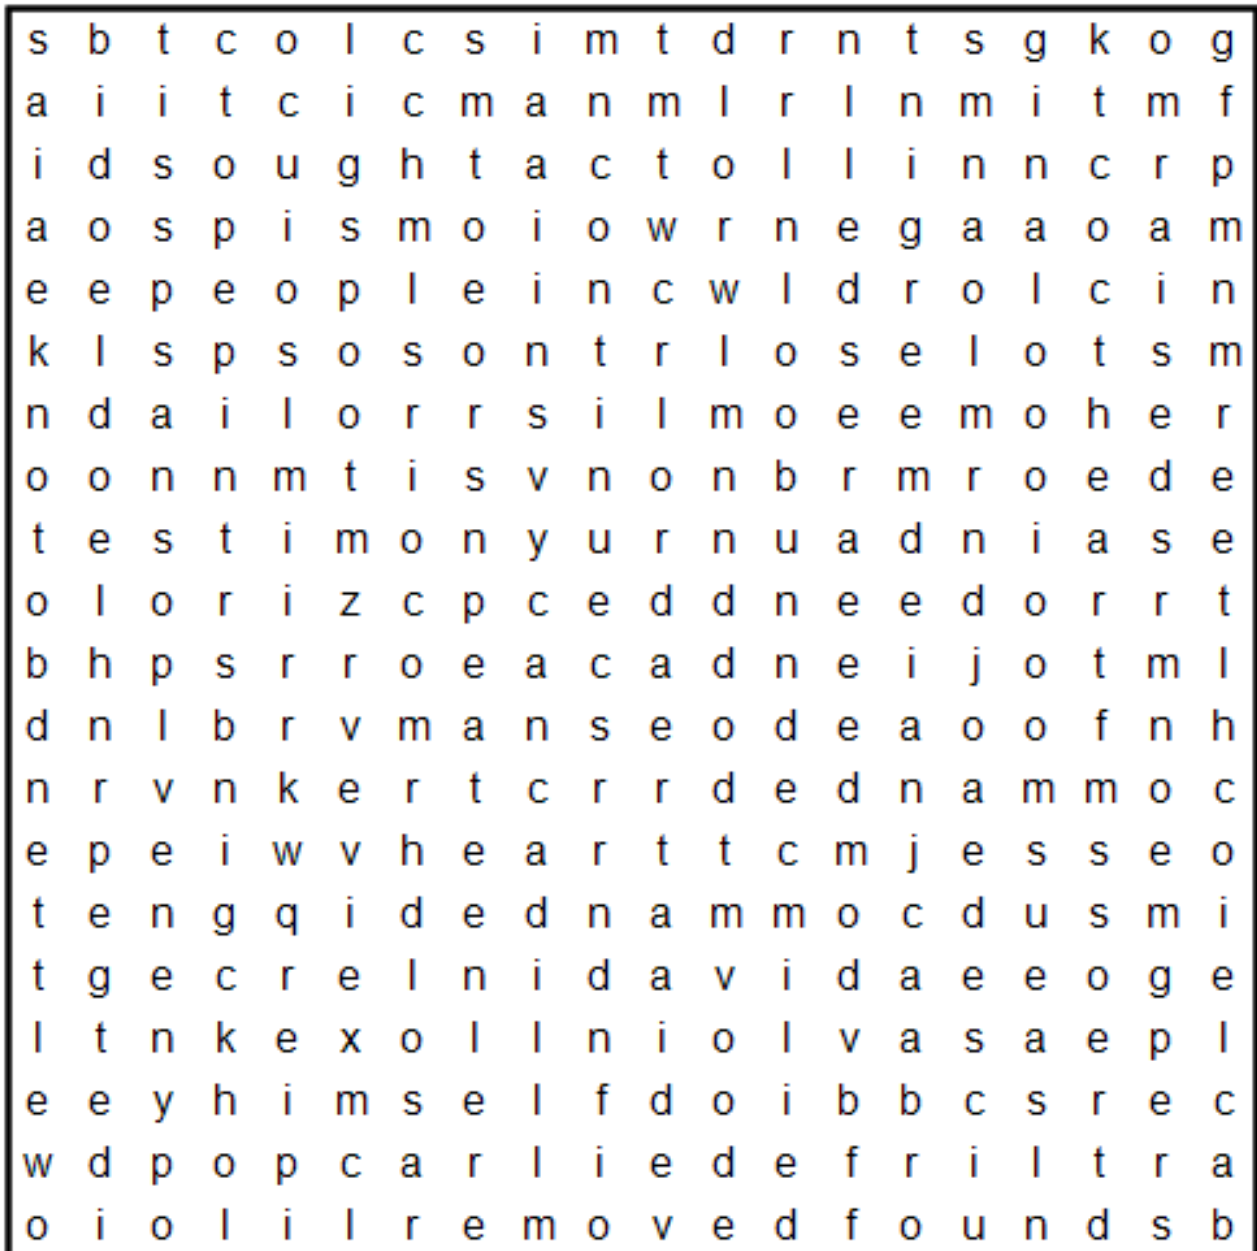 s b t c o l c s i m t d r n t s g k o g
a i i t c i c m a n m l r l n m i t m f
i d s o u g h t a c t o l l i n n c r p
a o s p i s m o i o w r n e g a a o a m
e e p e o p l e i n c w l d r o l c i n
k l s p s o s o n t r l o s e l o t s m
n d a i l o r r s i l m o e e m o h e r
o o n n m t i s v n o n b r m r o e d e
t e s t i m o n y u r n u a d n i a s e
o l o r i z c p c e d d n e e d o r r t
b h p s r r o e a c a d n e i j o t m l
d n l b r v m a n s e o d e a o o f n h
n r v n k e r t c r r d e d n a m m o c
e p e i w v h e a r t t c m j e s s e o
t e n g q i d e d n a m m o c d u s m i
t g e c r e l n i d a v i d a e e o g e
l t n k e x o l l n i o l v a s a e p l
e e y h i m s e l f d o i b b c s r e c
w d p o p c a r l i e d e f r i l t r a
o i o l i l r e m o v e d f o u n d s b